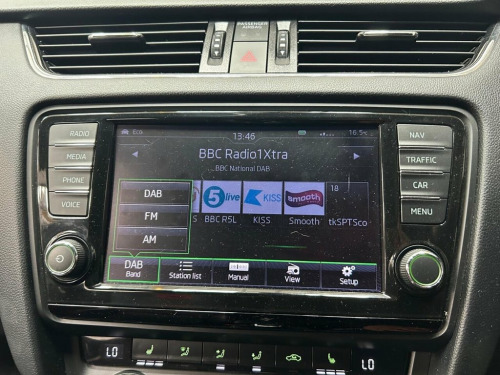 PASSENGER
AIRBAG
RADIO
MEDIA
PHONE
VOICE
Eco
13:46
16.5°C
BBC Radio1Xtra
BBC National DAB
DAB
FM
AM
5 live
KISS
smooth
18
S
BBC R5L
KISS
Smooth
tkSPTSco
DAB
Band
Station list
Manual
View
Setup
NAV
TRAFFIC
CAR
MENU
LO
LO